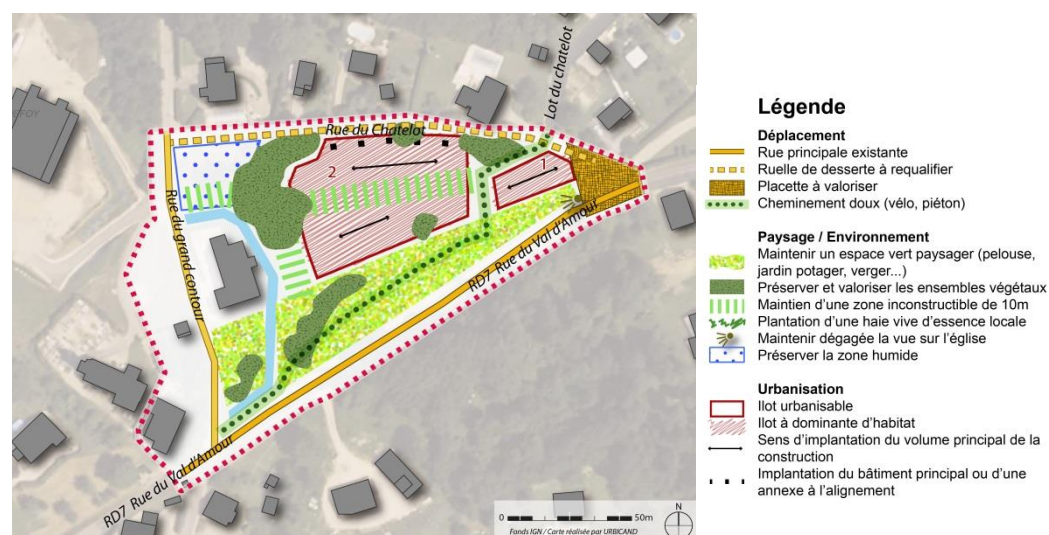 Lot du chatelot
Rue du Chatelot
1
2
Rue du grand contour
RD7 Rue du Val d'Amour
RD7 Rue du Val d'Amour
0
50m
N
Fonds IGN / Carte réalisée par URBICAND
Légende
Déplacement
Rue principale existante
Ruelle de desserte à requalifier
Placette à valoriser
Cheminement doux (vélo, piéton)
Paysage / Environnement
Maintenir un espace vert paysager (pelouse,
jardin potager, verger...)
Préserver et valoriser les ensembles végétaux
Maintien d'une zone inconstructible de 10m
Plantation d'une haie vive d'essence locale
Maintenir dégagée la vue sur l'église
Préserver la zone humide
Urbanisation
Ilot urbanisable
Ilot à dominante d'habitat
Sens d'implantation du volume principal de la
construction
Implantation du bâtiment principal ou d'une
annexe à l'alignement